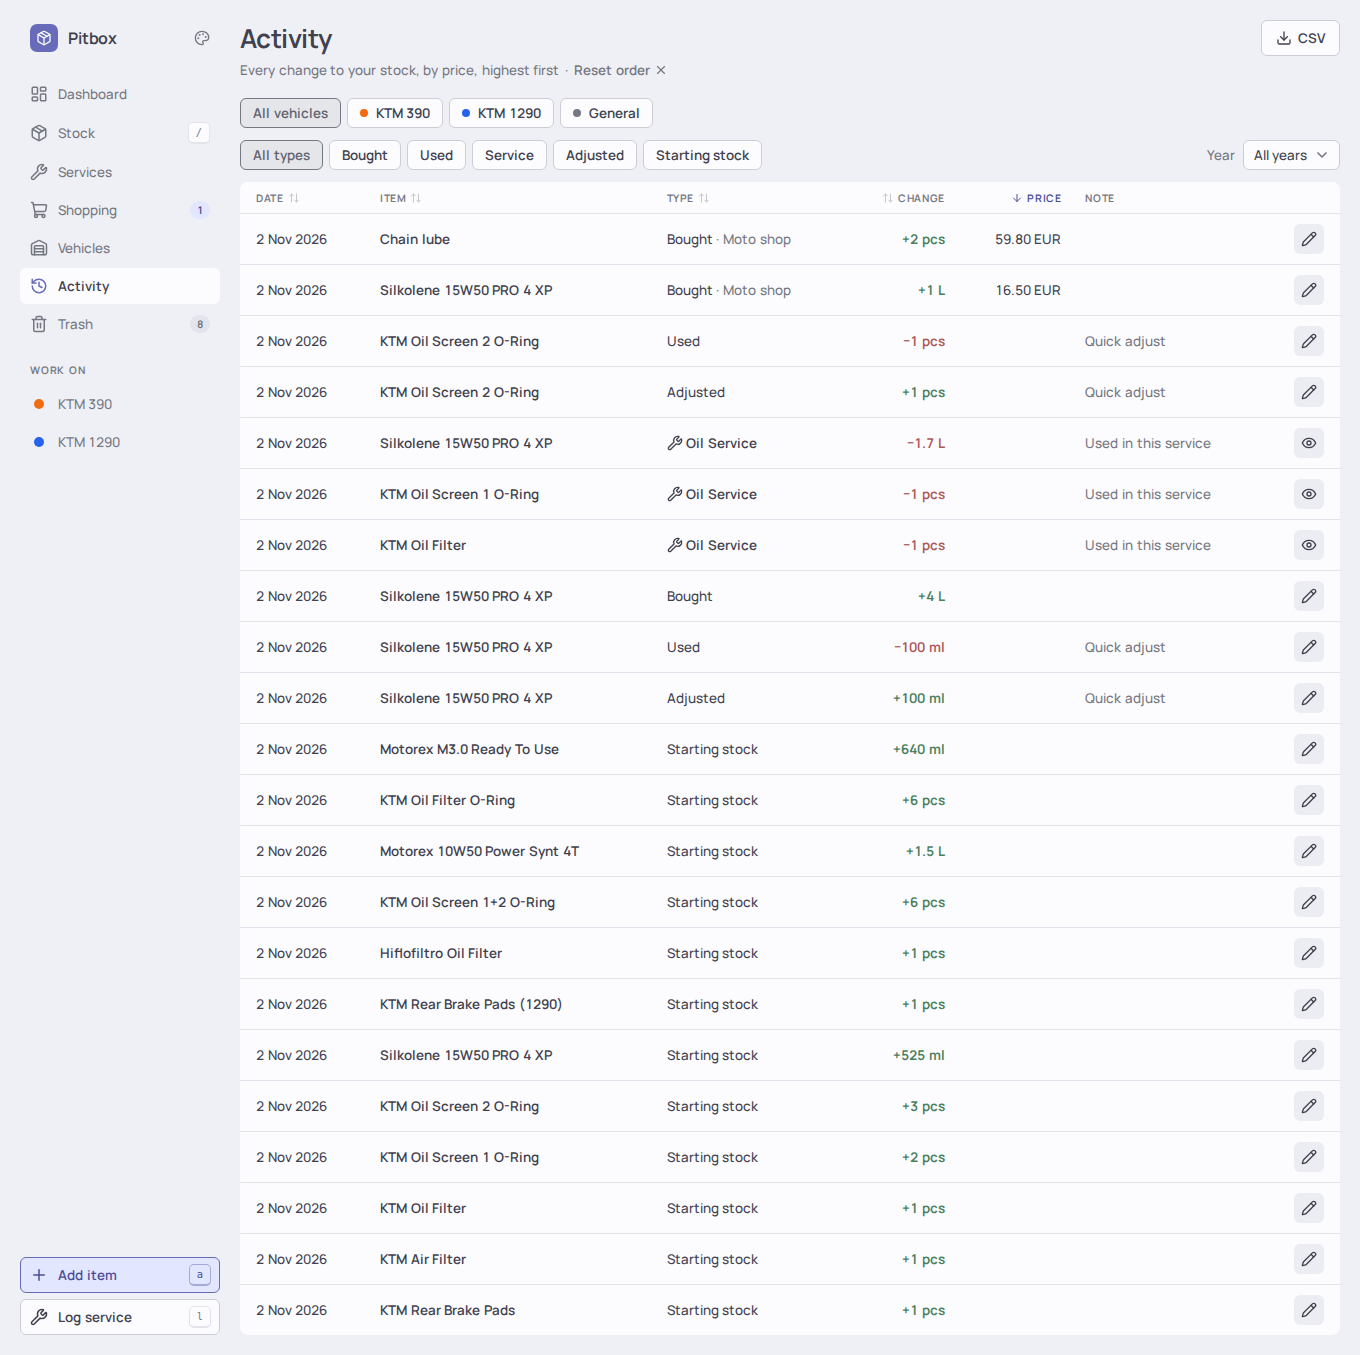 Pitbox
Dashboard
Stock /
Services
Shopping 1
Vehicles
Activity
Trash 8
WORK ON
KTM 390
KTM 1290
Add item a
Log service l
Activity
CSV
Every change to your stock, by price, highest first · Reset order ×
All vehicles KTM 390 KTM 1290 General
All types Bought Used Service Adjusted Starting stock Year All years
DATE ITEM TYPE CHANGE PRICE NOTE
2 Nov 2026 Chain lube Bought · Moto shop +2 pcs 59.80 EUR
2 Nov 2026 Silkolene 15W50 PRO 4 XP Bought · Moto shop +1 L 16.50 EUR
2 Nov 2026 KTM Oil Screen 2 O-Ring Used −1 pcs Quick adjust
2 Nov 2026 KTM Oil Screen 2 O-Ring Adjusted +1 pcs Quick adjust
2 Nov 2026 Silkolene 15W50 PRO 4 XP Oil Service −1.7 L Used in this service
2 Nov 2026 KTM Oil Screen 1 O-Ring Oil Service −1 pcs Used in this service
2 Nov 2026 KTM Oil Filter Oil Service −1 pcs Used in this service
2 Nov 2026 Silkolene 15W50 PRO 4 XP Bought +4 L
2 Nov 2026 Silkolene 15W50 PRO 4 XP Used −100 ml Quick adjust
2 Nov 2026 Silkolene 15W50 PRO 4 XP Adjusted +100 ml Quick adjust
2 Nov 2026 Motorex M3.0 Ready To Use Starting stock +640 ml
2 Nov 2026 KTM Oil Filter O-Ring Starting stock +6 pcs
2 Nov 2026 Motorex 10W50 Power Synt 4T Starting stock +1.5 L
2 Nov 2026 KTM Oil Screen 1+2 O-Ring Starting stock +6 pcs
2 Nov 2026 Hiflofiltro Oil Filter Starting stock +1 pcs
2 Nov 2026 KTM Rear Brake Pads (1290) Starting stock +1 pcs
2 Nov 2026 Silkolene 15W50 PRO 4 XP Starting stock +525 ml
2 Nov 2026 KTM Oil Screen 2 O-Ring Starting stock +3 pcs
2 Nov 2026 KTM Oil Screen 1 O-Ring Starting stock +2 pcs
2 Nov 2026 KTM Oil Filter Starting stock +1 pcs
2 Nov 2026 KTM Air Filter Starting stock +1 pcs
2 Nov 2026 KTM Rear Brake Pads Starting stock +1 pcs